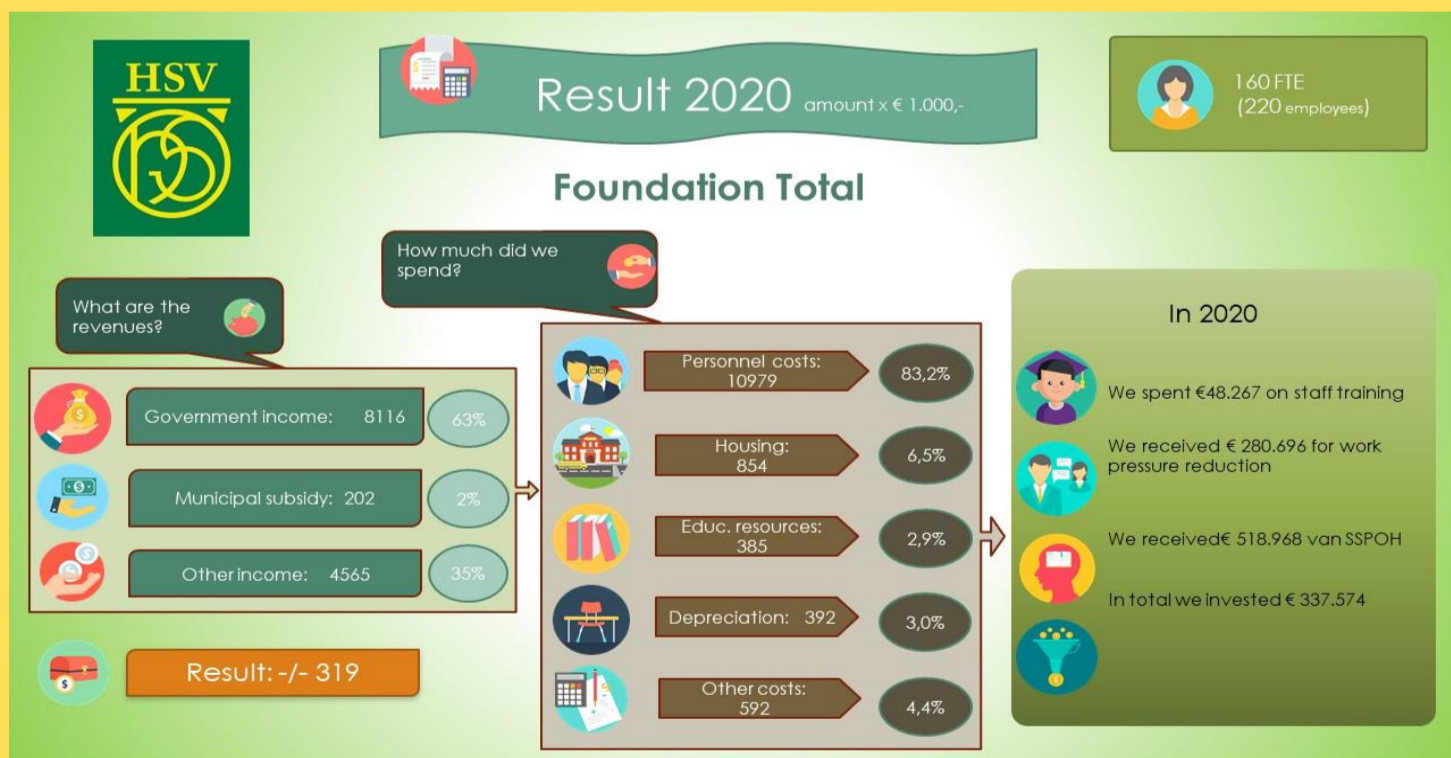 HSV
Result 2020 amount x € 1.000,-
160 FTE
(220 employees)
Foundation Total
How much did we
spend?
What are the
revenues?
Government income: 8116
63%
Municipal subsidy: 202
2%
Other income: 4565
35%
Result: -/- 319
Personnel costs:
10979
83,2%
Housing:
854
6,5%
Educ. resources:
385
2,9%
Depreciation: 392
3,0%
Other costs:
592
4,4%
In 2020
We spent €48.267 on staff training
We received € 280.696 for work
pressure reduction
We received€ 518.968 van SSPOH
In total we invested € 337.574